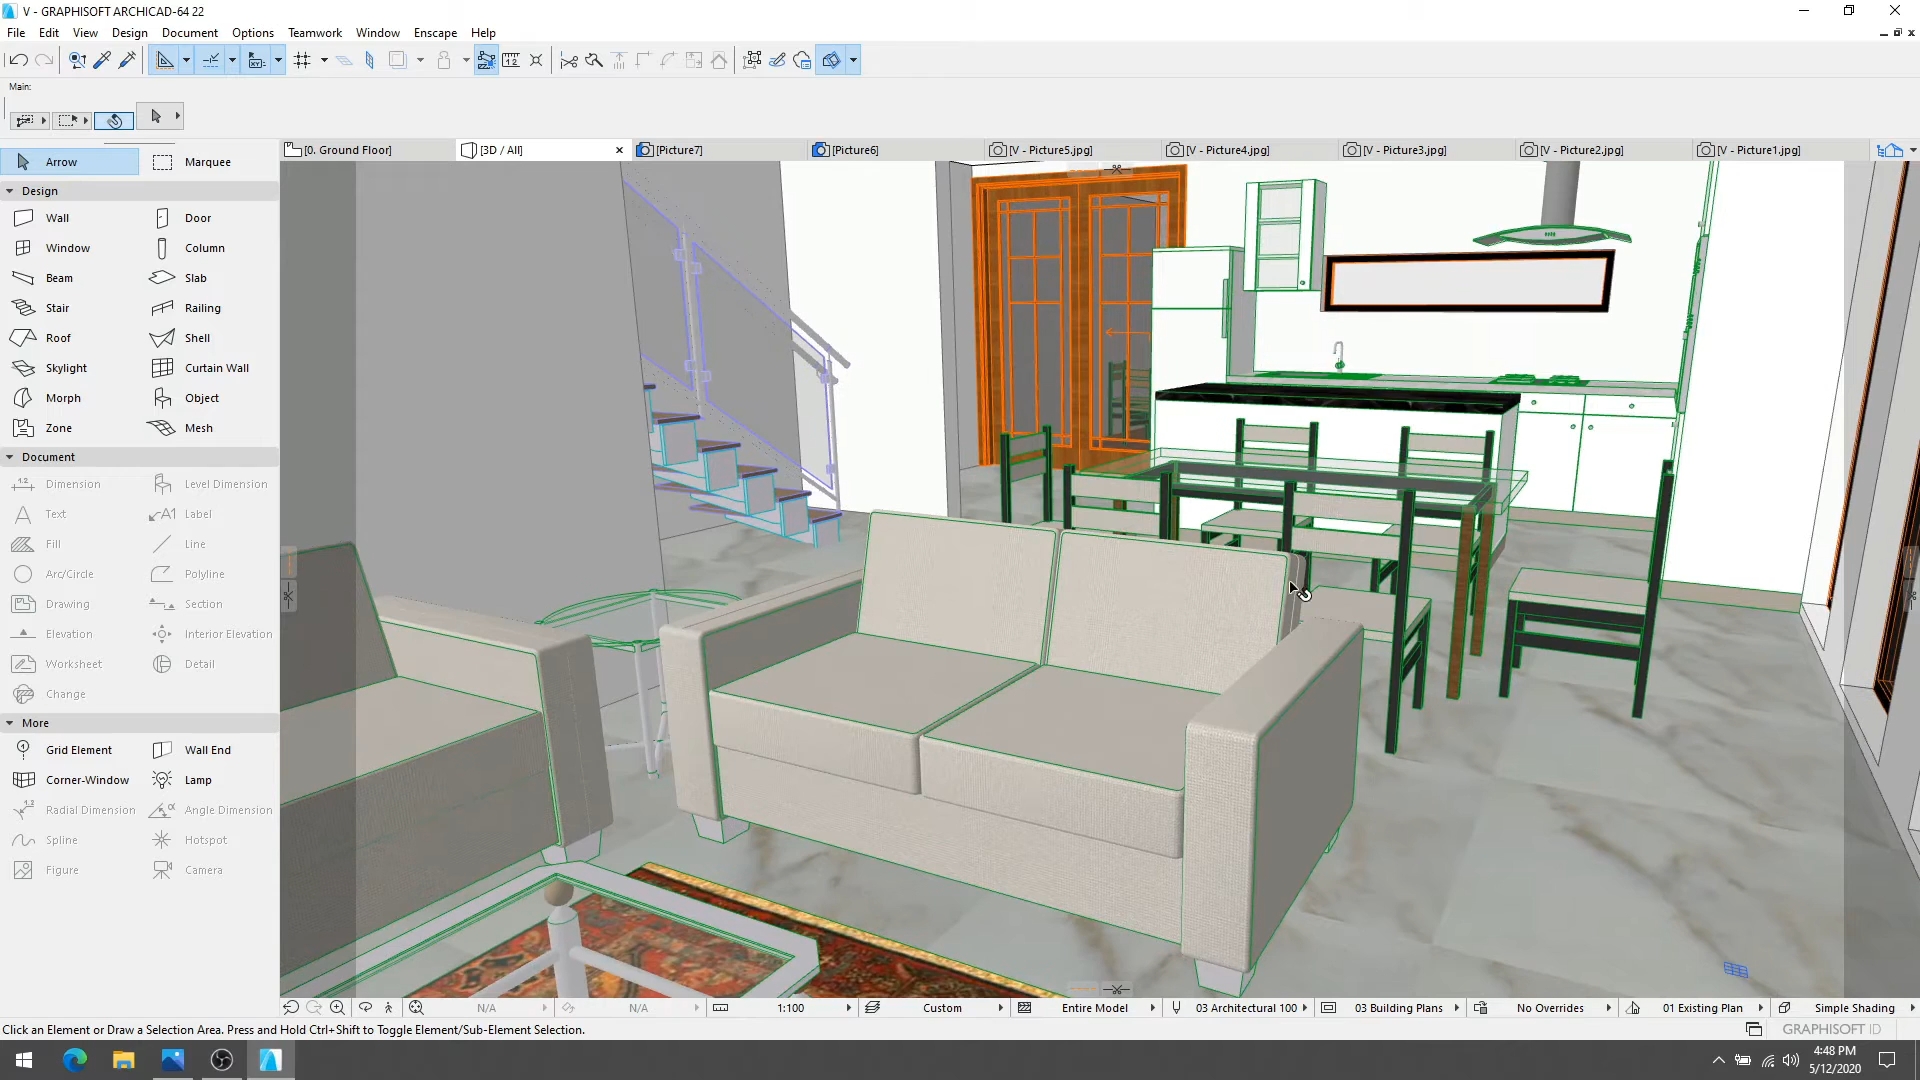 V - GRAPHISOFT ARCHICAD-64 22
File Edit View Design Document Options Teamwork Window Enscape Help
Main:
[0. Ground Floor] [3D / All] [Picture7] [Picture6] [V - Picture5.jpg] [V - Picture4.jpg] [V - Picture3.jpg] [V - Picture2.jpg] [V - Picture1.jpg]
Arrow Marquee
Design
Wall Door
Window Column
Beam Slab
Stair Railing
Roof Shell
Skylight Curtain Wall
Morph Object
Zone Mesh
Document
Dimension Level Dimension
Text Label
Fill Line
Arc/Circle Polyline
Drawing Section
Elevation Interior Elevation
Worksheet Detail
Change
More
Grid Element Wall End
Corner-Window Lamp
Radial Dimension Angle Dimension
Spline Hotspot
Figure Camera
N/A N/A 1:100 Custom Entire Model 03 Architectural 100 03 Building Plans No Overrides 01 Existing Plan Simple Shading
Click an Element or Draw a Selection Area. Press and Hold Ctrl+Shift to Toggle Element/Sub-Element Selection.
GRAPHISOFT ID
4:48 PM
5/12/2020